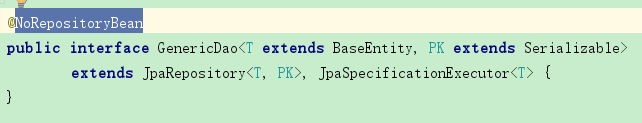 @NoRepositoryBean
public interface GenericDao<T extends BaseEntity, PK extends Serializable>
extends JpaRepository<T, PK>, JpaSpecificationExecutor<T> {
}